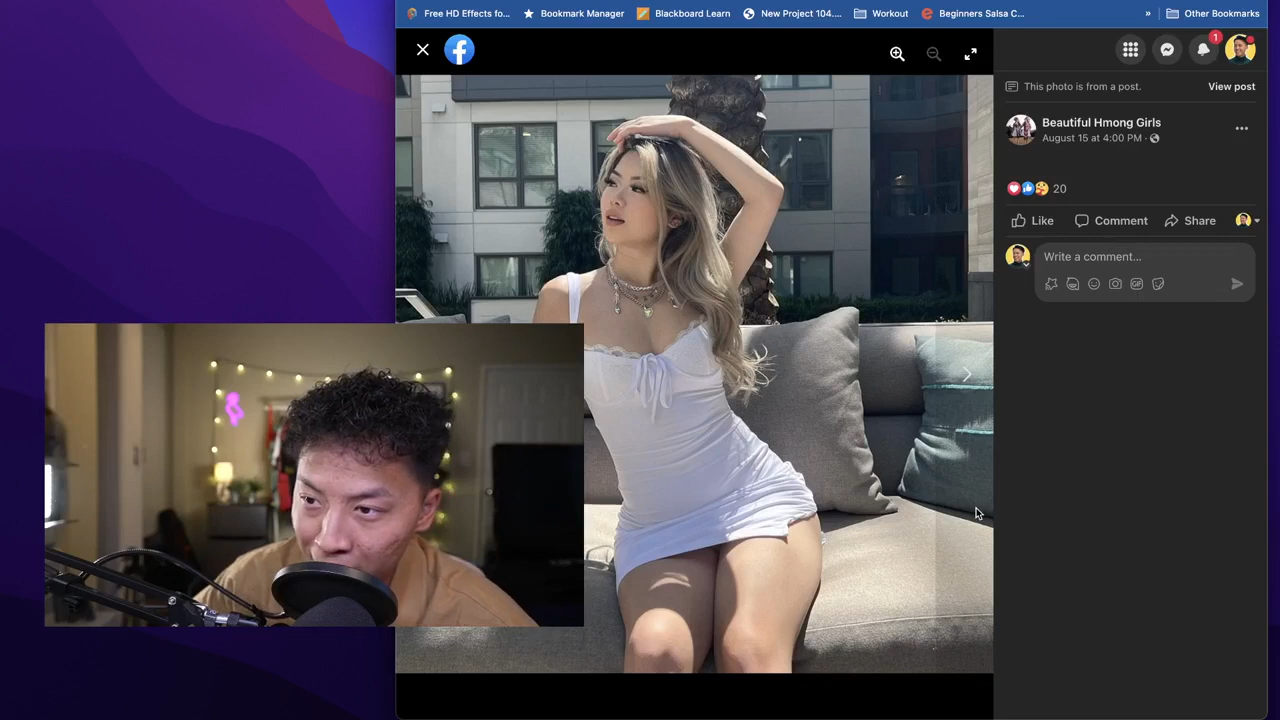 Free HD Effects fo... Bookmark Manager Blackboard Learn New Project 104.... Workout Beginners Salsa C... » Other Bookmarks
1
This photo is from a post. View post
Beautiful Hmong Girls
August 15 at 4:00 PM ·
20
Like Comment Share
Write a comment...
GIF